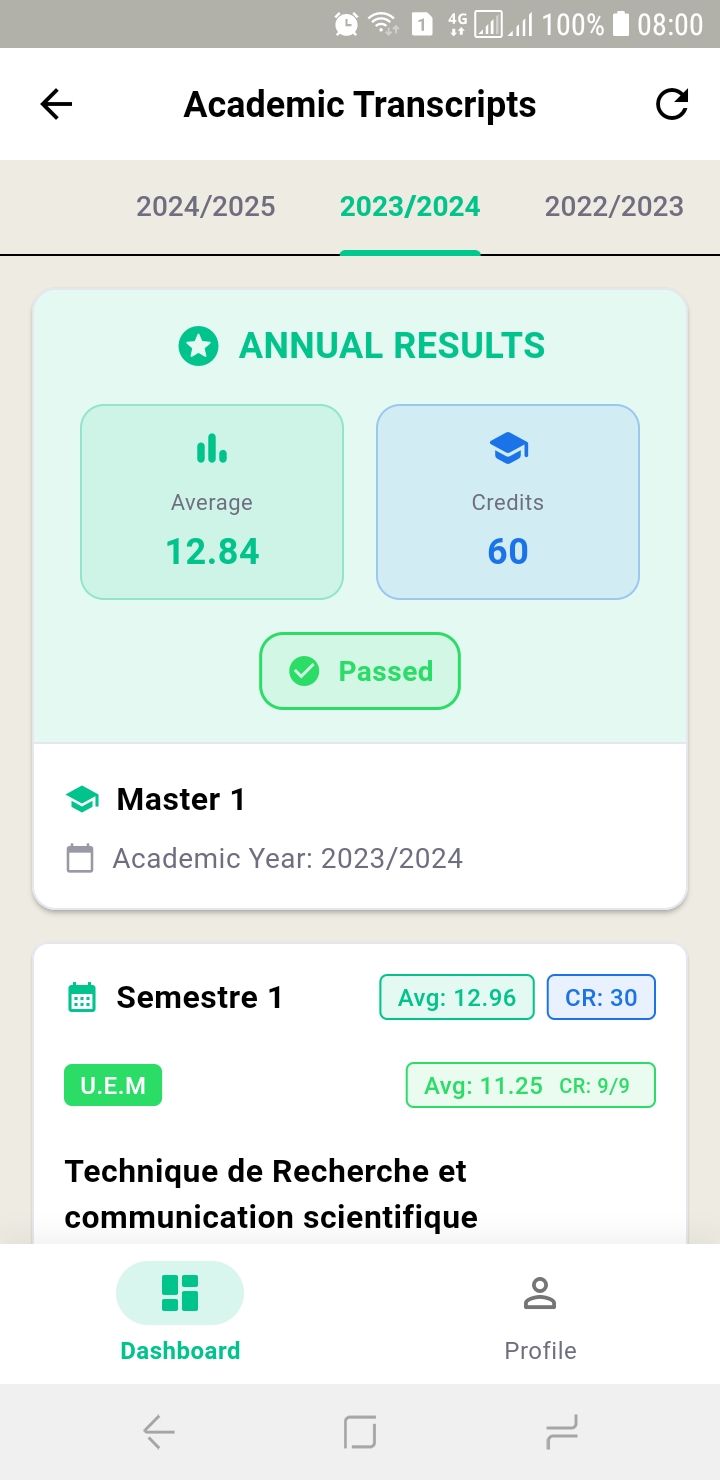 1 4G 100% 08:00
Academic Transcripts
2024/2025 2023/2024 2022/2023
ANNUAL RESULTS
Average Credits
12.84 60
Passed
Master 1
Academic Year: 2023/2024
Semestre 1 Avg: 12.96 CR: 30
U.E.M Avg: 11.25 CR: 9/9
Technique de Recherche et
communication scientifique
Dashboard Profile